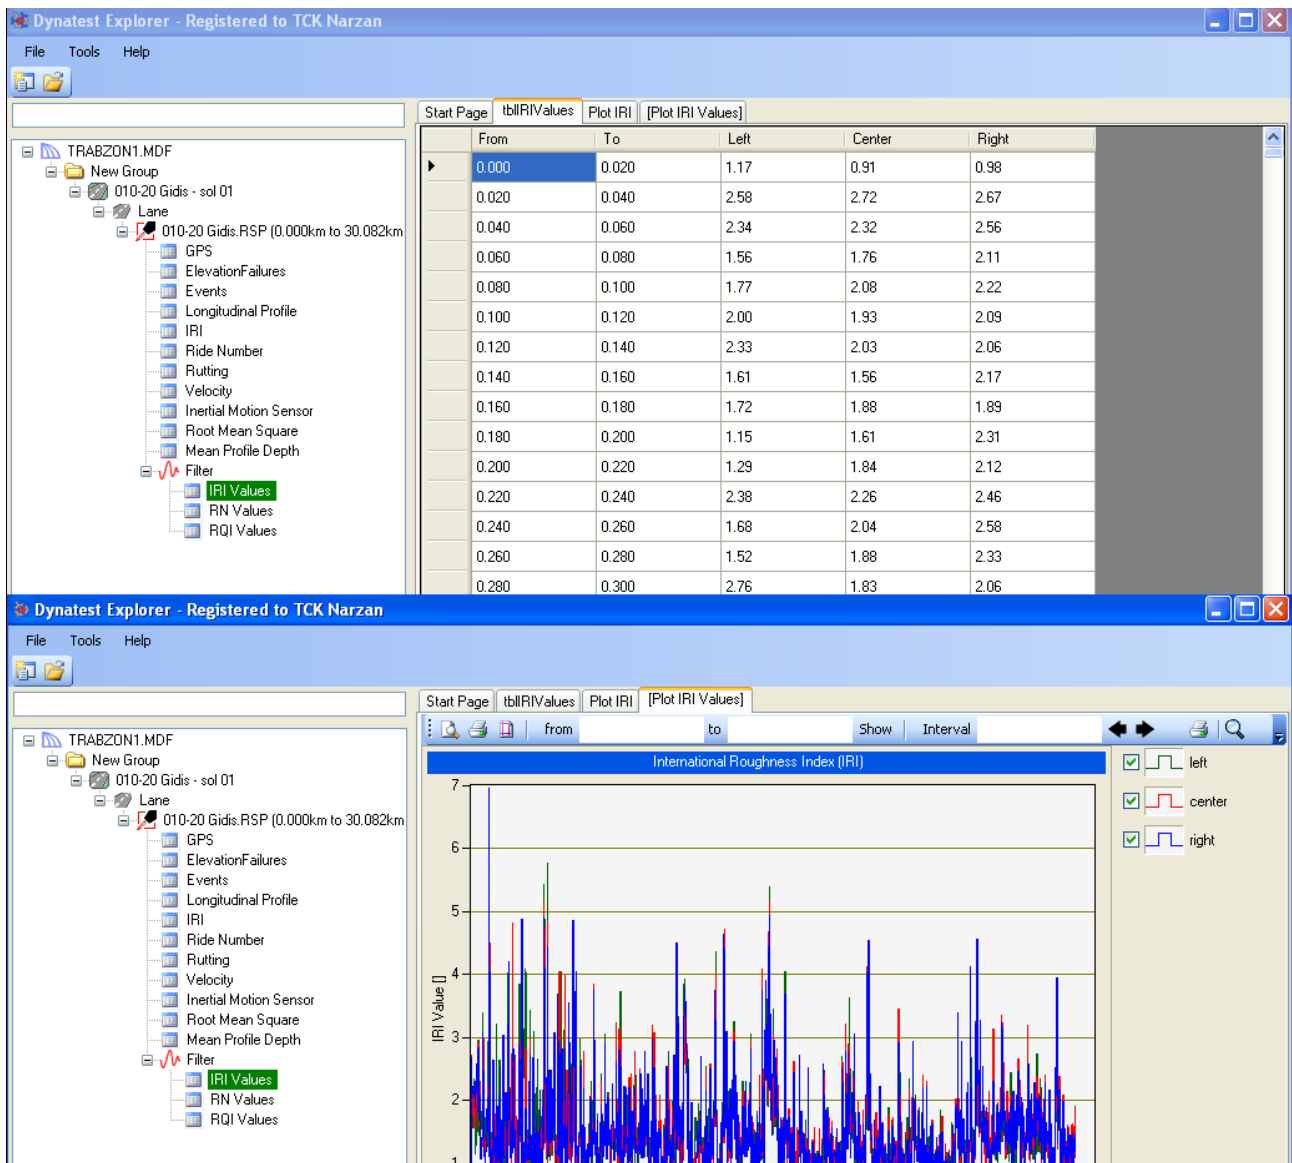 Dynatest Explorer - Registered to TCK Narzan
File Tools Help
Start Page tblIRIValues Plot IRI [Plot IRI Values]
TRABZON1.MDF
New Group
010-20 Gidis - sol 01
Lane
010-20 Gidis.RSP (0.000km to 30.082km
GPS
ElevationFailures
Events
Longitudinal Profile
IRI
Ride Number
Rutting
Velocity
Inertial Motion Sensor
Root Mean Square
Mean Profile Depth
Filter
IRI Values
RN Values
RQI Values
From To Left Center Right
0.000 0.020 1.17 0.91 0.98
0.020 0.040 2.58 2.72 2.67
0.040 0.060 2.34 2.32 2.56
0.060 0.080 1.56 1.76 2.11
0.080 0.100 1.77 2.08 2.22
0.100 0.120 2.00 1.93 2.09
0.120 0.140 2.33 2.03 2.06
0.140 0.160 1.61 1.56 2.17
0.160 0.180 1.72 1.88 1.89
0.180 0.200 1.15 1.61 2.31
0.200 0.220 1.29 1.84 2.12
0.220 0.240 2.38 2.26 2.46
0.240 0.260 1.68 2.04 2.58
0.260 0.280 1.52 1.88 2.33
0.280 0.300 2.76 1.83 2.06
Dynatest Explorer - Registered to TCK Narzan
File Tools Help
Start Page tblIRIValues Plot IRI [Plot IRI Values]
from to Show Interval
TRABZON1.MDF
New Group
010-20 Gidis - sol 01
Lane
010-20 Gidis.RSP (0.000km to 30.082km
GPS
ElevationFailures
Events
Longitudinal Profile
IRI
Ride Number
Rutting
Velocity
Inertial Motion Sensor
Root Mean Square
Mean Profile Depth
Filter
IRI Values
RN Values
RQI Values
International Roughness Index (IRI)
7
6
5
4
3
2
1
IRI Value []
left
center
right